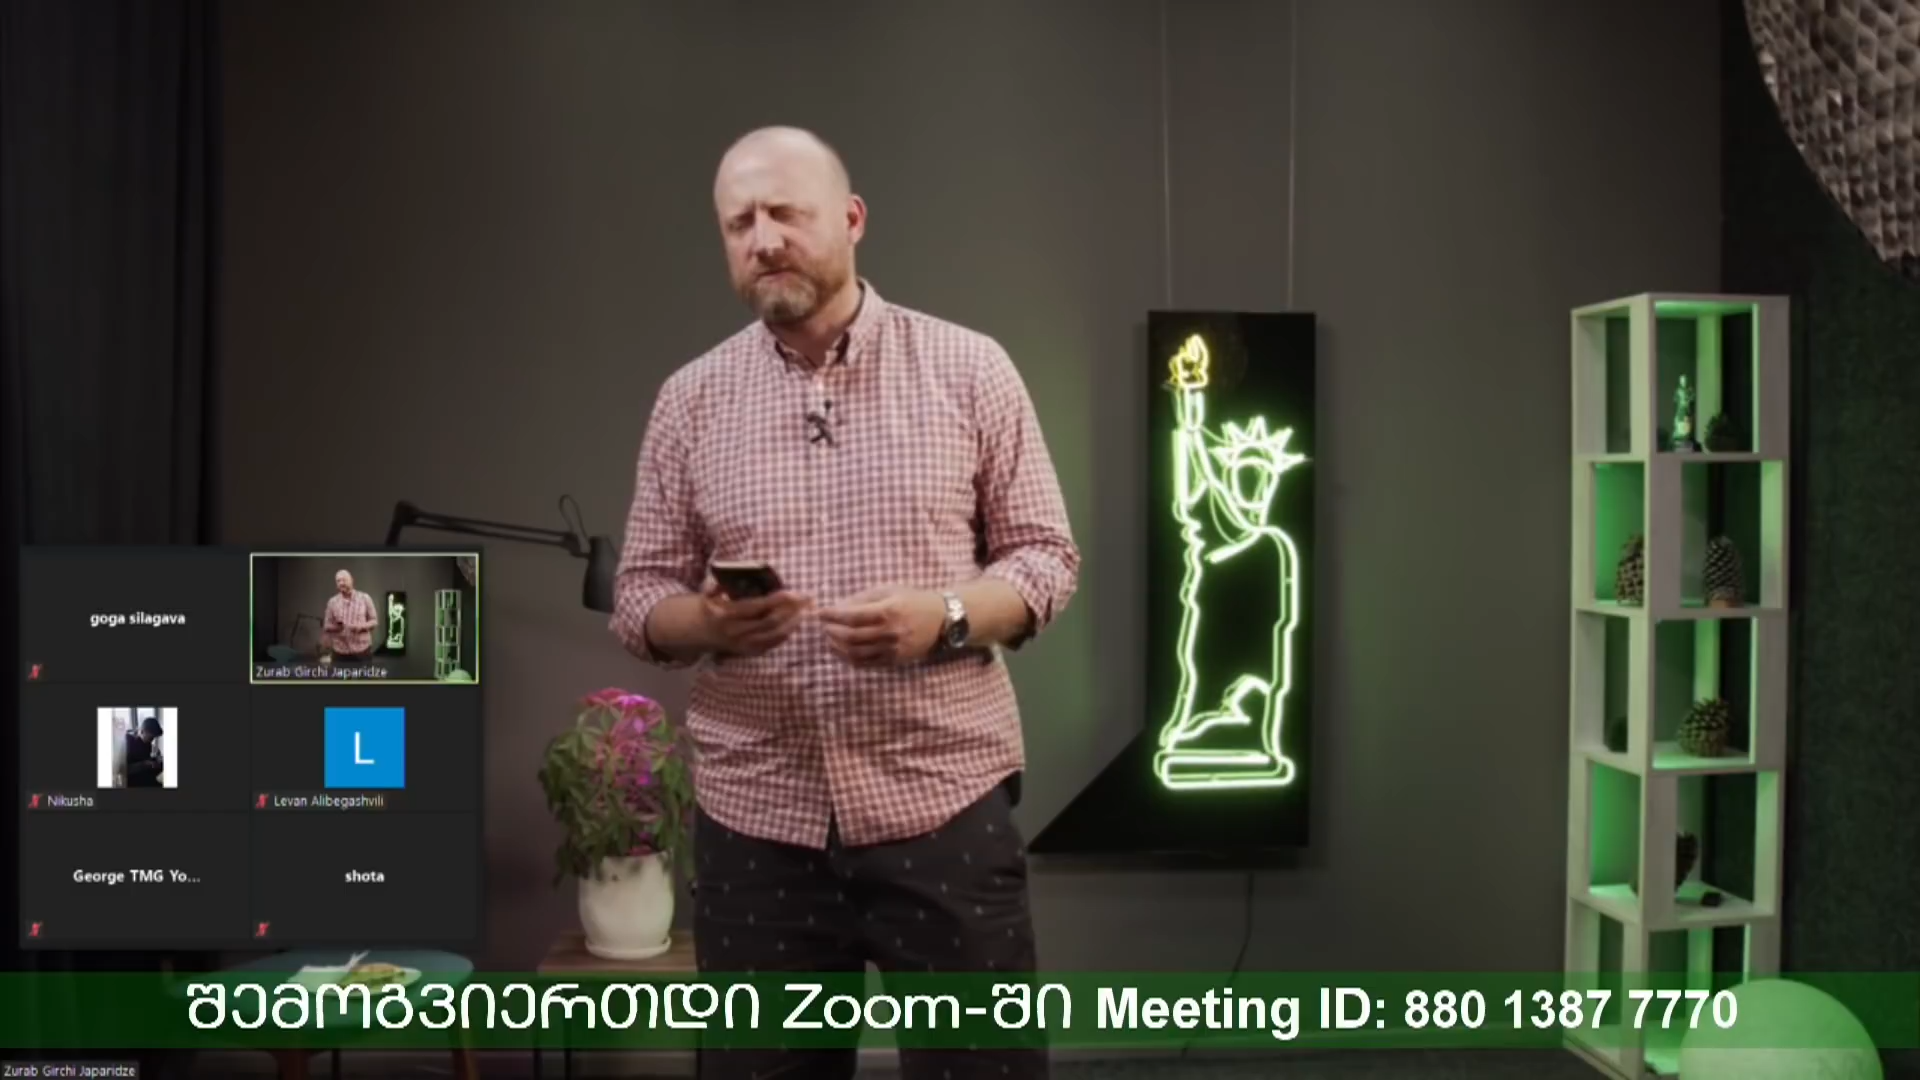 goga silagava
Zurab Girchi Japaridze
Nikusha
L
Levan Alibegashvili
George TMG Yo...
shota
შემოგვიერთდი Zoom-ში Meeting ID: 880 1387 7770
Zurab Girchi Japaridze